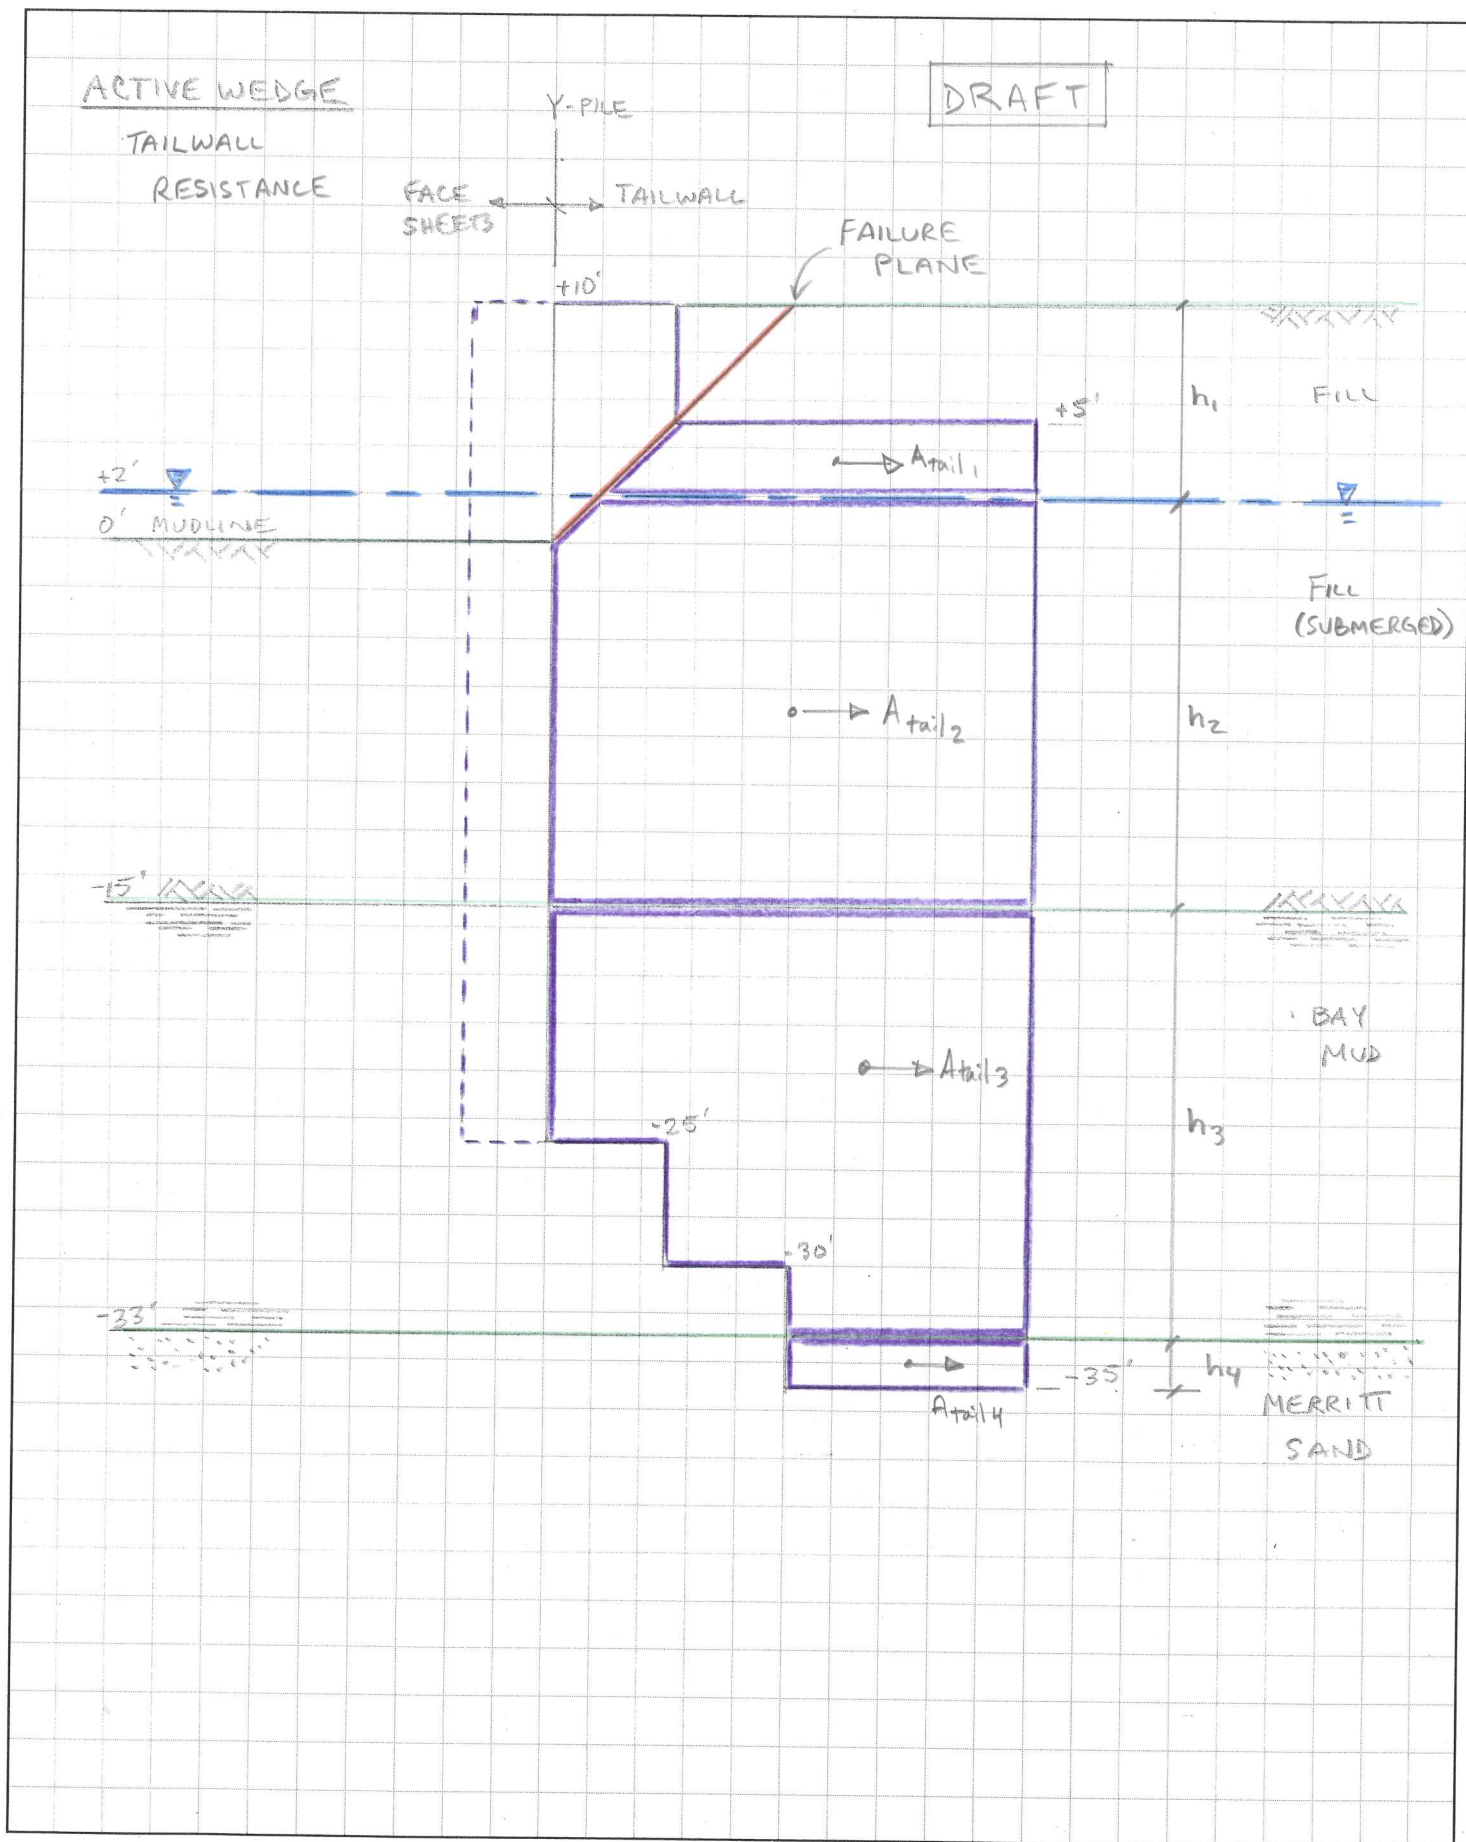 ACTIVE WEDGE
TAILWALL
RESISTANCE
DRAFT
Y-PILE
FACE
SHEETS
TAILWALL
FAILURE
PLANE
+10'
h1
FILL
+5'
Atail1
+2'
0' MUDLINE
FILL
(SUBMERGED)
Atail2
h2
-15'
BAY
MUD
Atail3
-25'
h3
-30'
-33'
-35'
h4
Atail4
MERRITT
SAND